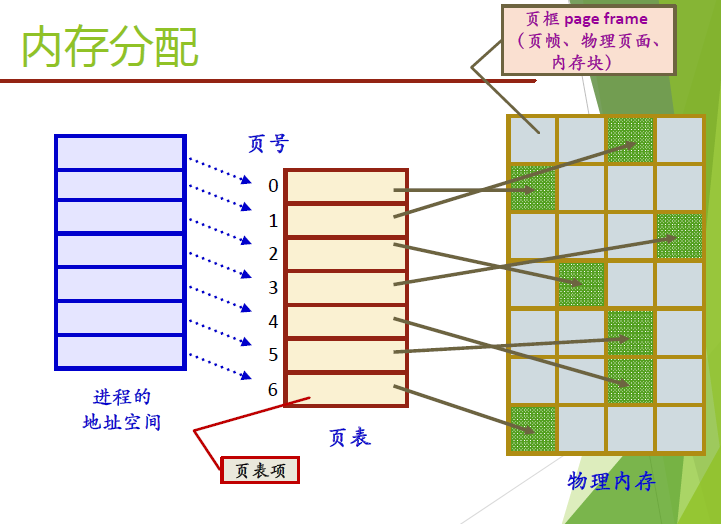 内存分配
页框 page frame
（页帧、物理页面、
内存块）
页号
0
1
2
3
4
5
6
进程的
地址空间
页表
页表项
物理内存